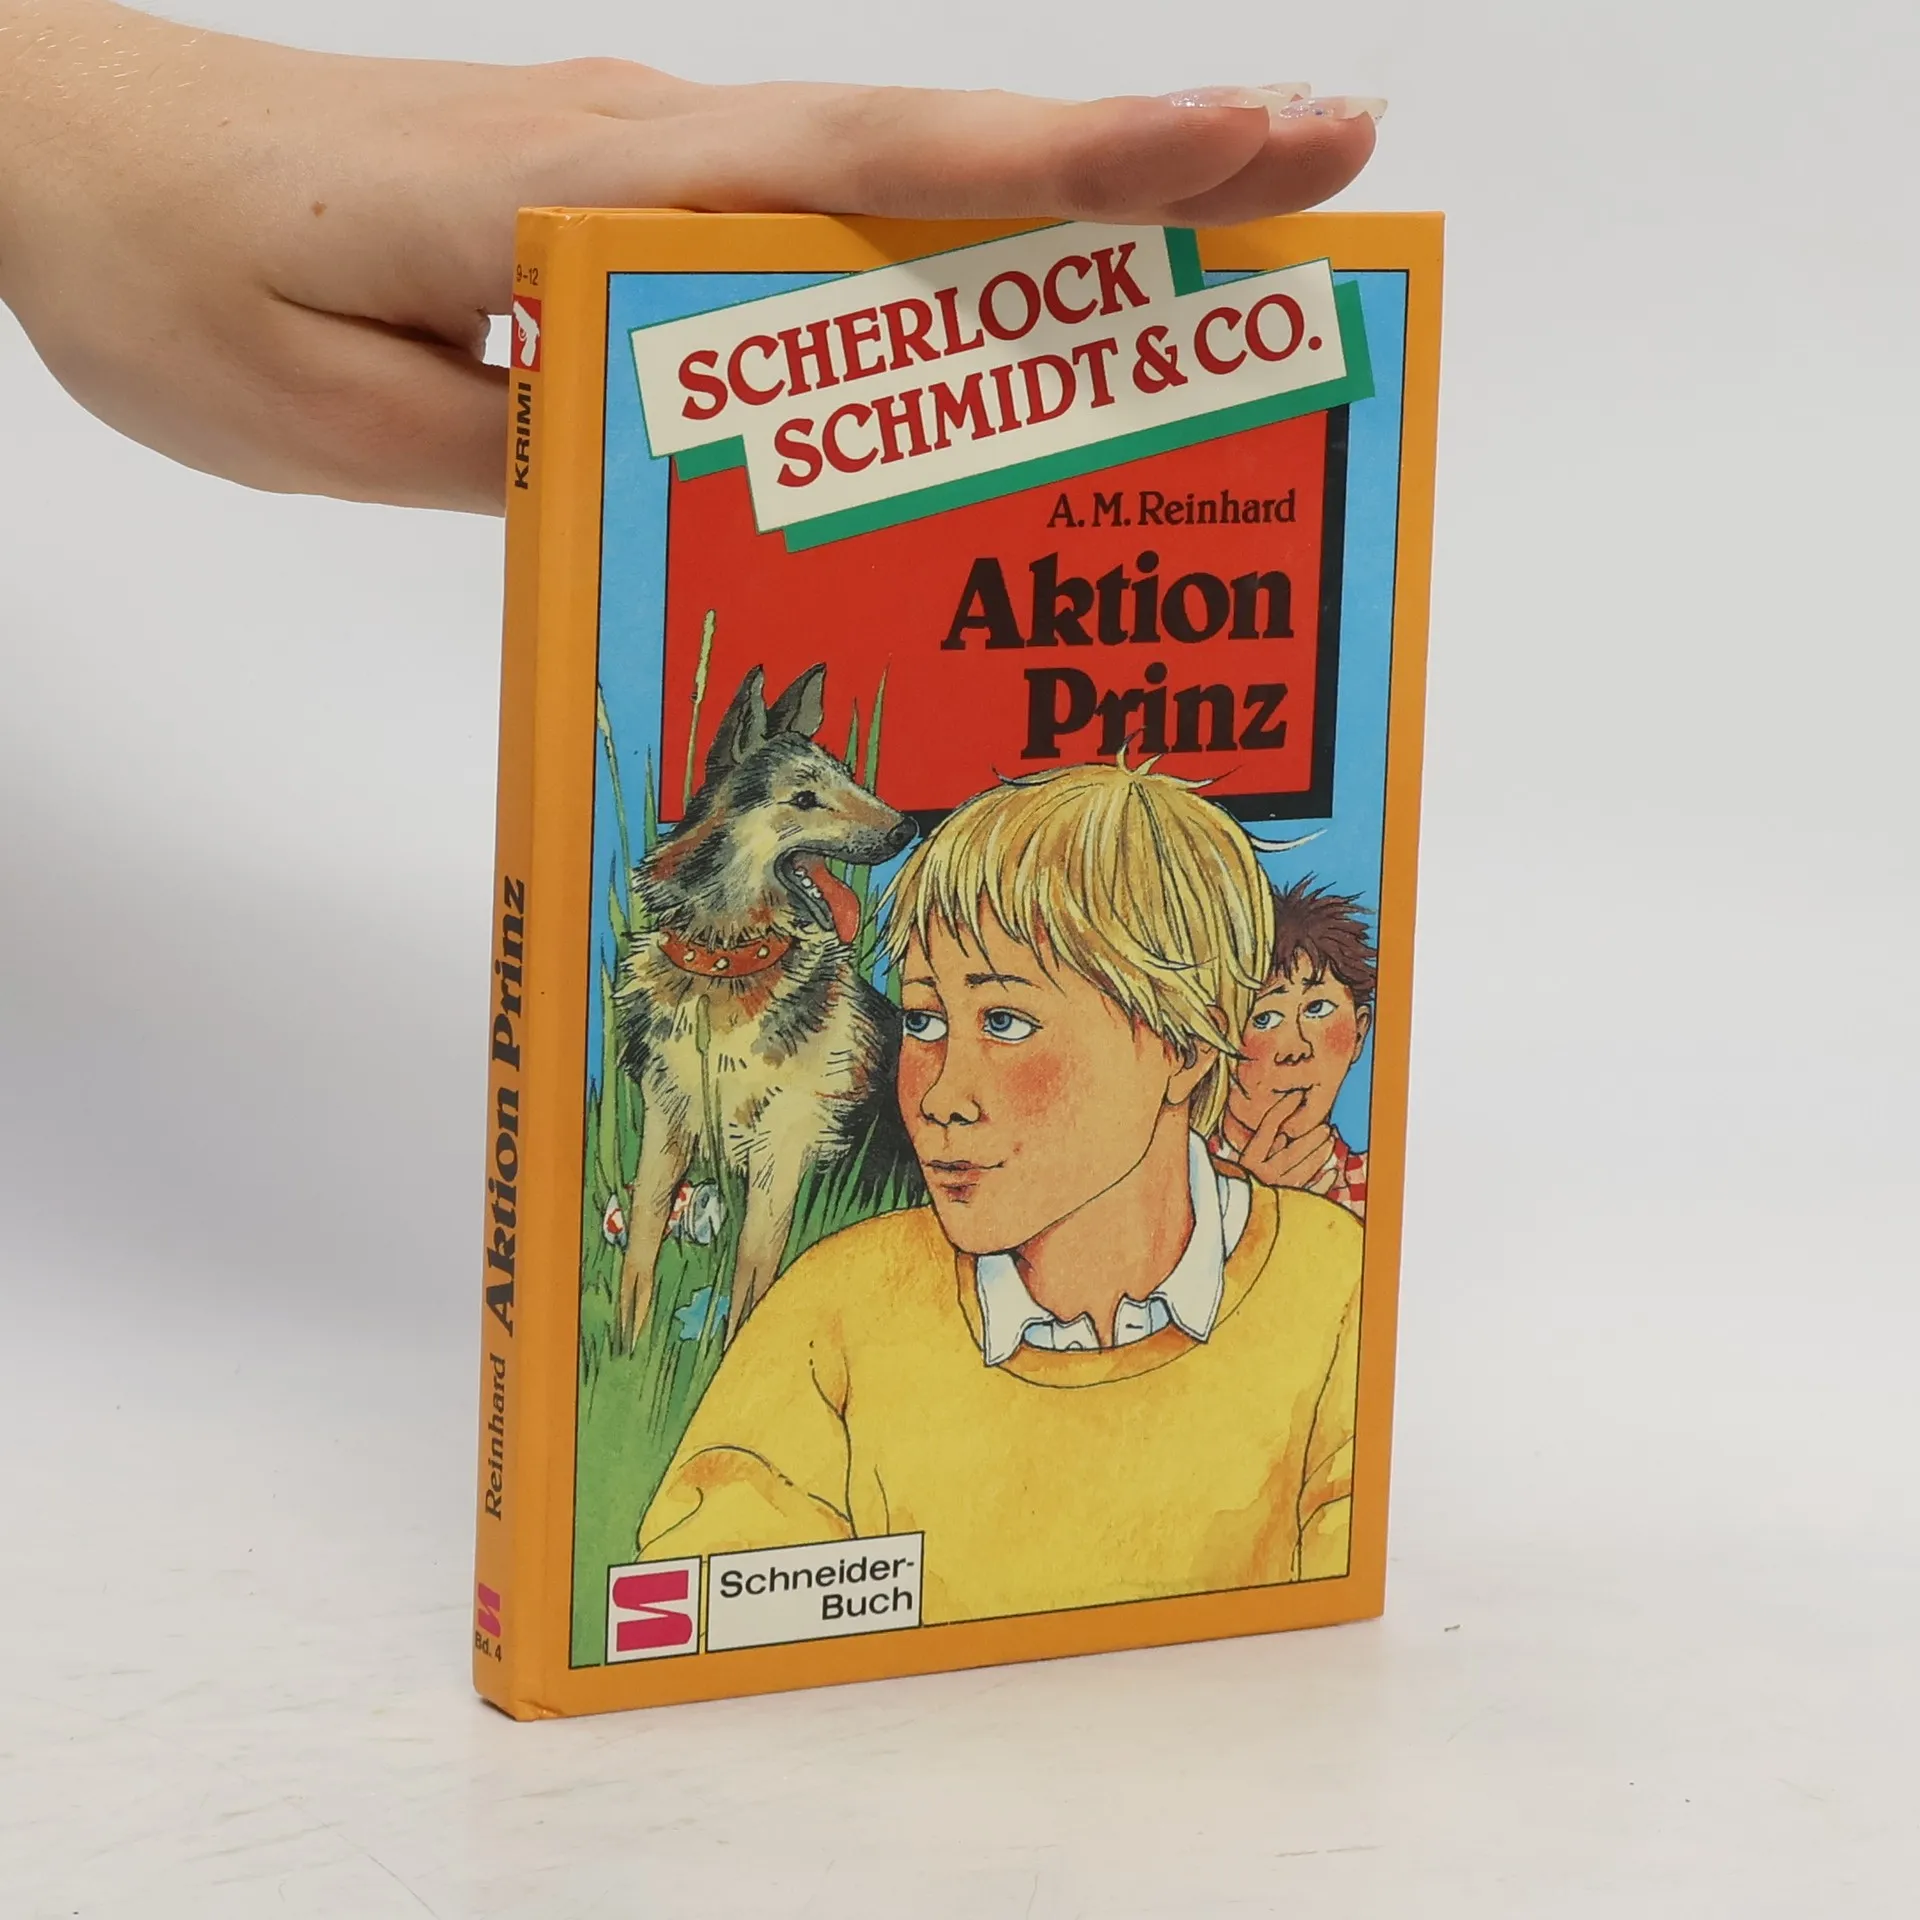 SCHERLOCK
SCHMIDT & CO.
A. M. Reinhard
Aktion
Prinz
Schneider-
Buch
9-12
KRIMI
Reinhard Aktion Prinz
Bd. 4